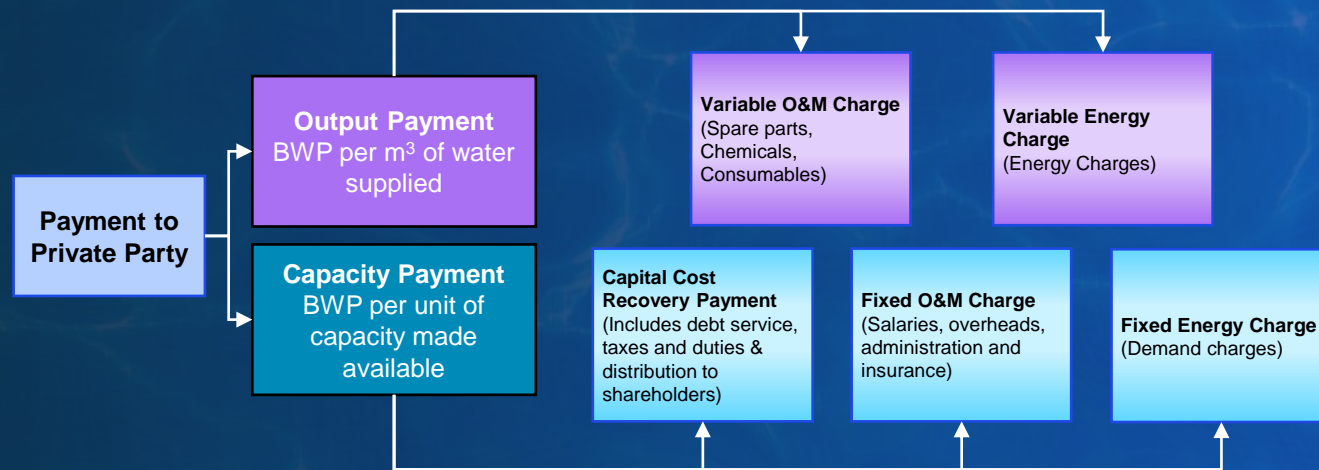 Payment to
Private Party
Output Payment
BWP per m³ of water
supplied
Capacity Payment
BWP per unit of
capacity made
available
Variable O&M Charge
(Spare parts,
Chemicals,
Consumables)
Variable Energy
Charge
(Energy Charges)
Capital Cost
Recovery Payment
(Includes debt service,
taxes and duties &
distribution to
shareholders)
Fixed O&M Charge
(Salaries, overheads,
administration and
insurance)
Fixed Energy Charge
(Demand charges)